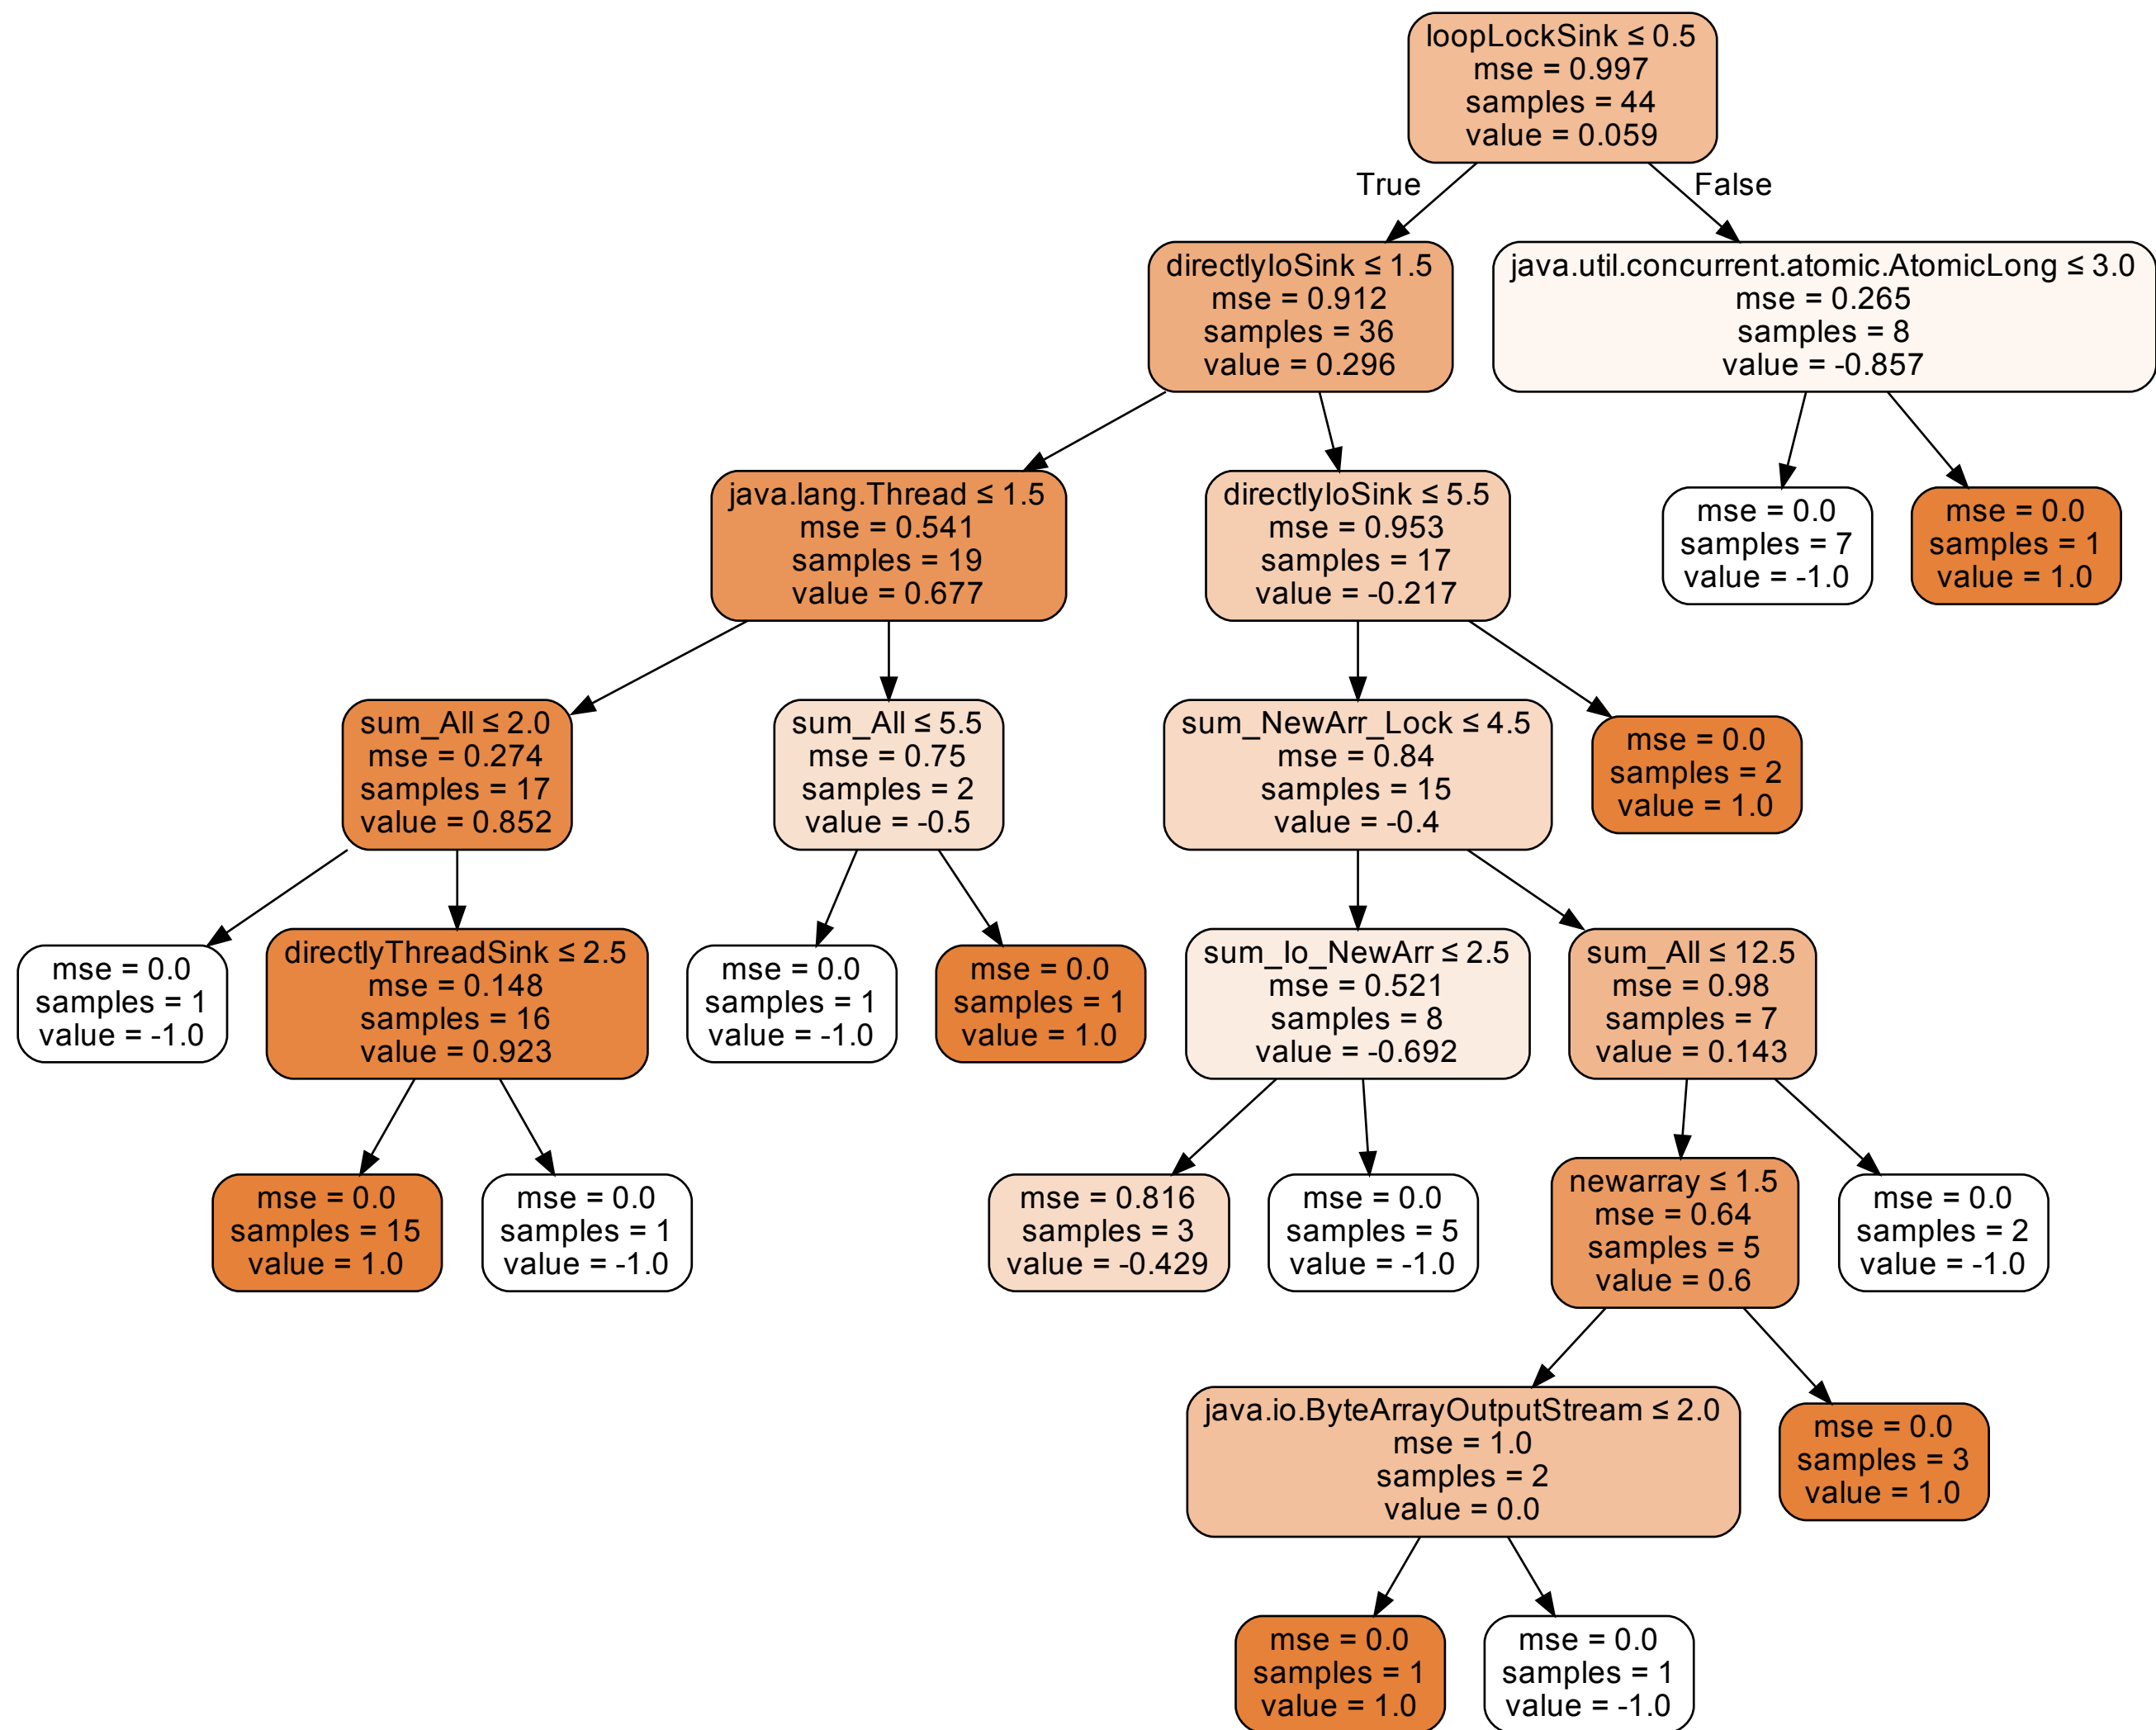 loopLockSink ≤ 0.5
mse = 0.997
samples = 44
value = 0.059
True
False
directlyIoSink ≤ 1.5
mse = 0.912
samples = 36
value = 0.296
java.util.concurrent.atomic.AtomicLong ≤ 3.0
mse = 0.265
samples = 8
value = -0.857
java.lang.Thread ≤ 1.5
mse = 0.541
samples = 19
value = 0.677
directlyIoSink ≤ 5.5
mse = 0.953
samples = 17
value = -0.217
mse = 0.0
samples = 7
value = -1.0
mse = 0.0
samples = 1
value = 1.0
sum_All ≤ 2.0
mse = 0.274
samples = 17
value = 0.852
sum_All ≤ 5.5
mse = 0.75
samples = 2
value = -0.5
sum_NewArr_Lock ≤ 4.5
mse = 0.84
samples = 15
value = -0.4
mse = 0.0
samples = 2
value = 1.0
mse = 0.0
samples = 1
value = -1.0
directlyThreadSink ≤ 2.5
mse = 0.148
samples = 16
value = 0.923
mse = 0.0
samples = 1
value = -1.0
mse = 0.0
samples = 1
value = 1.0
sum_Io_NewArr ≤ 2.5
mse = 0.521
samples = 8
value = -0.692
sum_All ≤ 12.5
mse = 0.98
samples = 7
value = 0.143
mse = 0.0
samples = 15
value = 1.0
mse = 0.0
samples = 1
value = -1.0
mse = 0.816
samples = 3
value = -0.429
mse = 0.0
samples = 5
value = -1.0
newarray ≤ 1.5
mse = 0.64
samples = 5
value = 0.6
mse = 0.0
samples = 2
value = -1.0
java.io.ByteArrayOutputStream ≤ 2.0
mse = 1.0
samples = 2
value = 0.0
mse = 0.0
samples = 3
value = 1.0
mse = 0.0
samples = 1
value = 1.0
mse = 0.0
samples = 1
value = -1.0